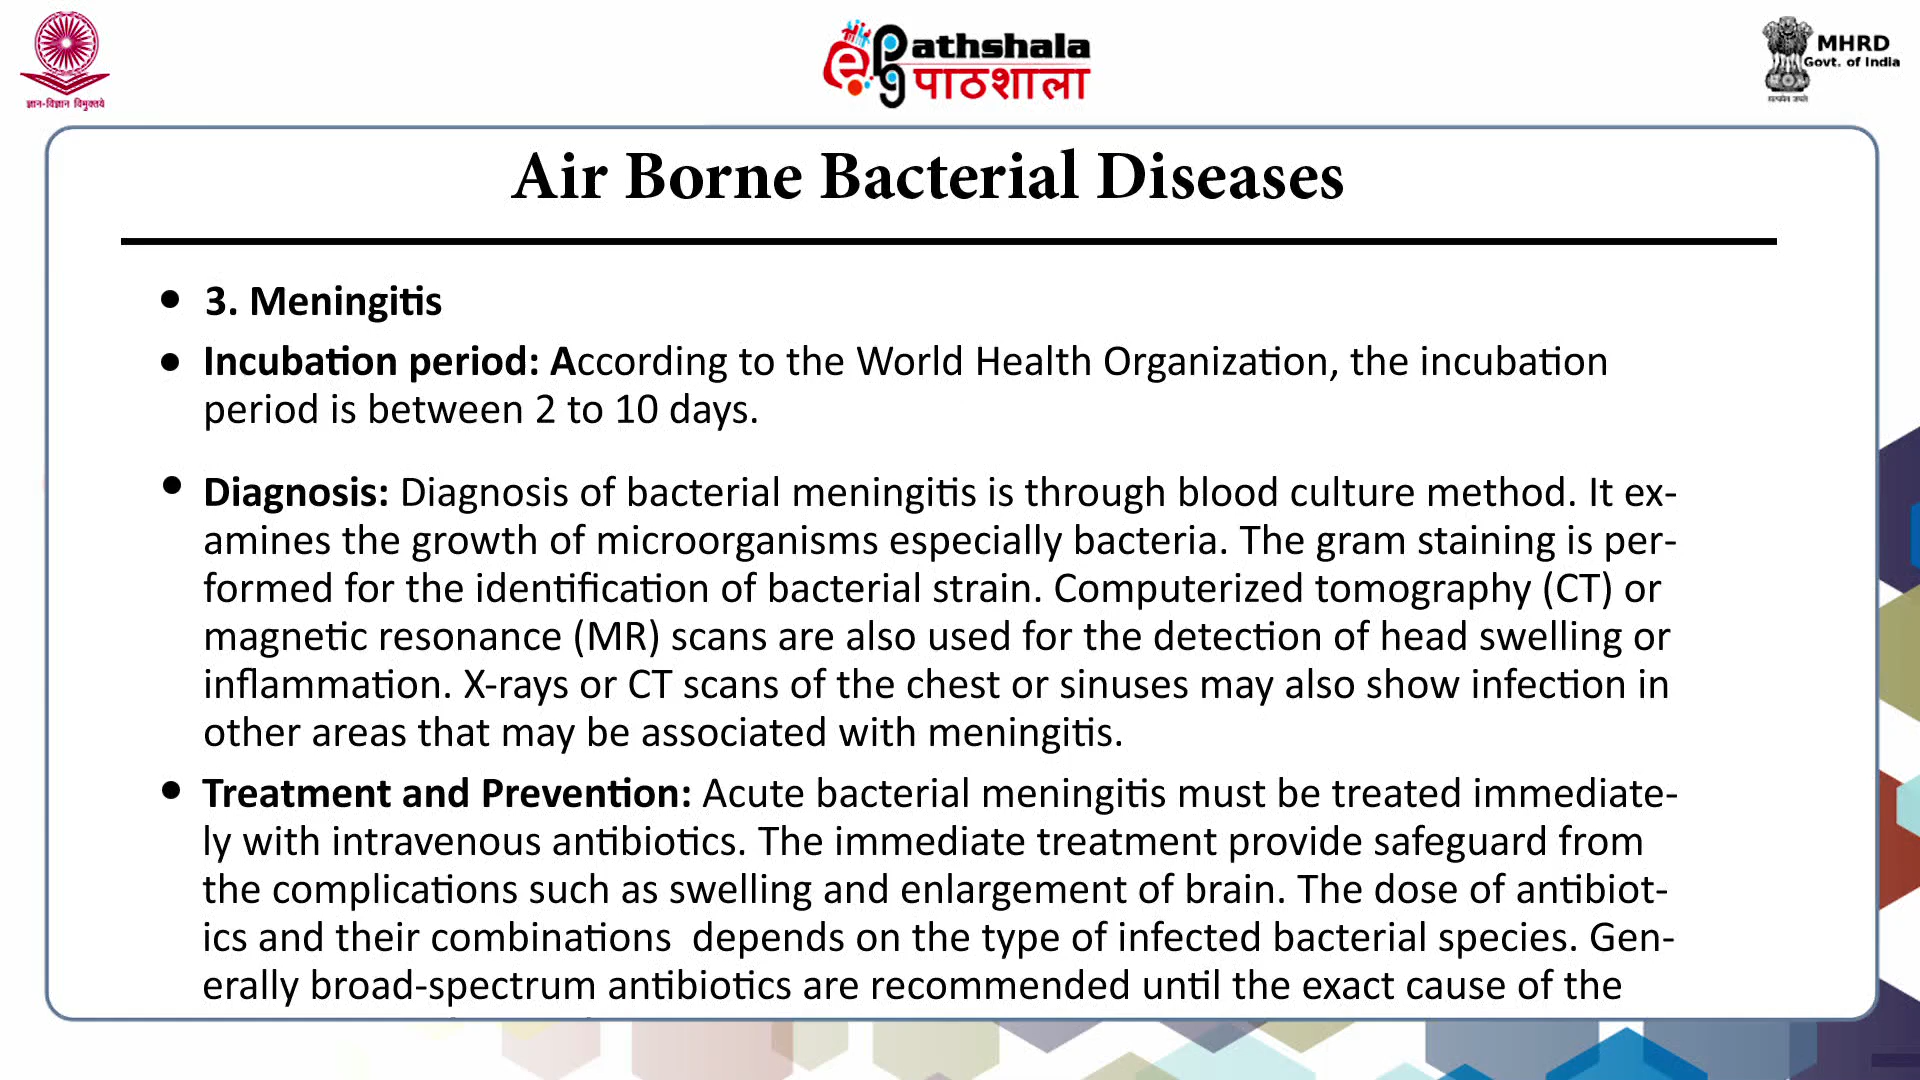 ज्ञान-विज्ञान विमुक्तये
ePathshala
पाठशाला
MHRD
Govt. of India
सत्यमेव जयते
Air Borne Bacterial Diseases
• 3. Meningitis
• Incubation period: According to the World Health Organization, the incubation
period is between 2 to 10 days.
• Diagnosis: Diagnosis of bacterial meningitis is through blood culture method. It ex-
amines the growth of microorganisms especially bacteria. The gram staining is per-
formed for the identification of bacterial strain. Computerized tomography (CT) or
magnetic resonance (MR) scans are also used for the detection of head swelling or
inflammation. X-rays or CT scans of the chest or sinuses may also show infection in
other areas that may be associated with meningitis.
• Treatment and Prevention: Acute bacterial meningitis must be treated immediate-
ly with intravenous antibiotics. The immediate treatment provide safeguard from
the complications such as swelling and enlargement of brain. The dose of antibiot-
ics and their combinations  depends on the type of infected bacterial species. Gen-
erally broad-spectrum antibiotics are recommended until the exact cause of the